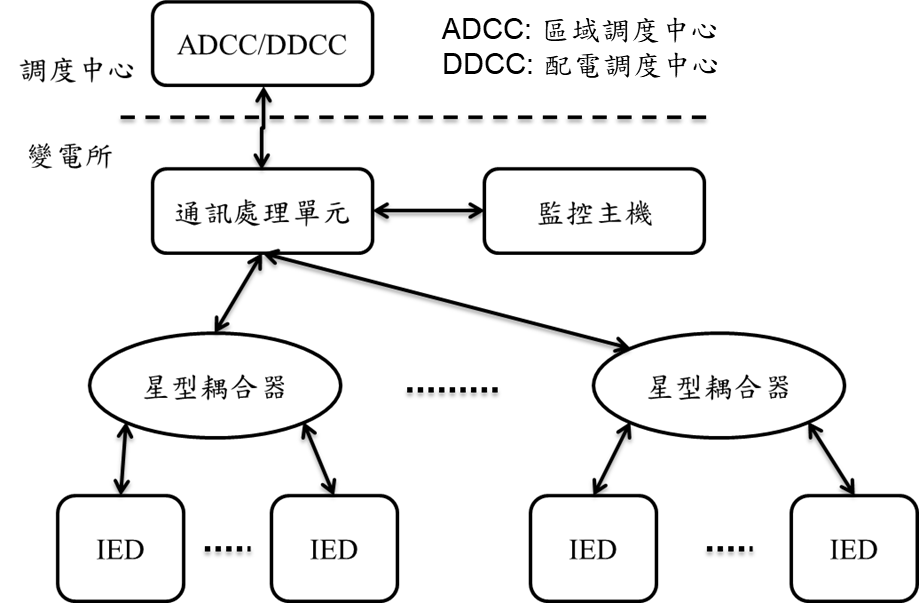 ADCC/DDCC
ADCC: 區域調度中心
DDCC: 配電調度中心
調度中心
變電所
通訊處理單元
監控主機
星型耦合器
星型耦合器
IED
IED
IED
IED